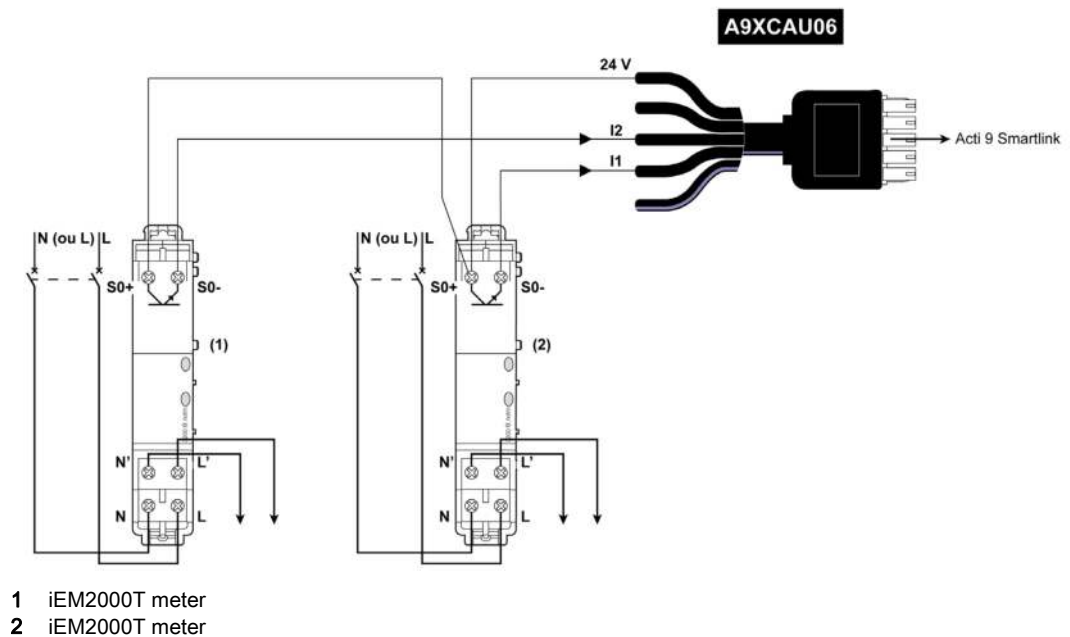 A9XCAU06
24 V
I2
Acti 9 Smartlink
I1
N (ou L) L
N (ou L) L
S0+ S0-
S0+ S0-
(1)
(2)
N' L'
N' L'
N L
N L
1 iEM2000T meter
2 iEM2000T meter